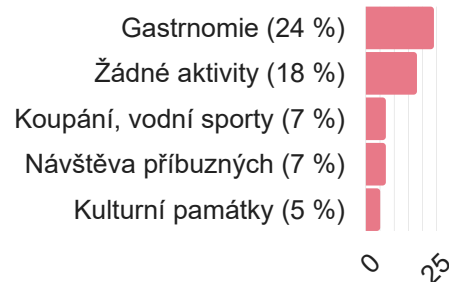 Gastrnomie (24 %)
Žádné aktivity (18 %)
Koupání, vodní sporty (7 %)
Návštěva příbuzných (7 %)
Kulturní památky (5 %)
0
25